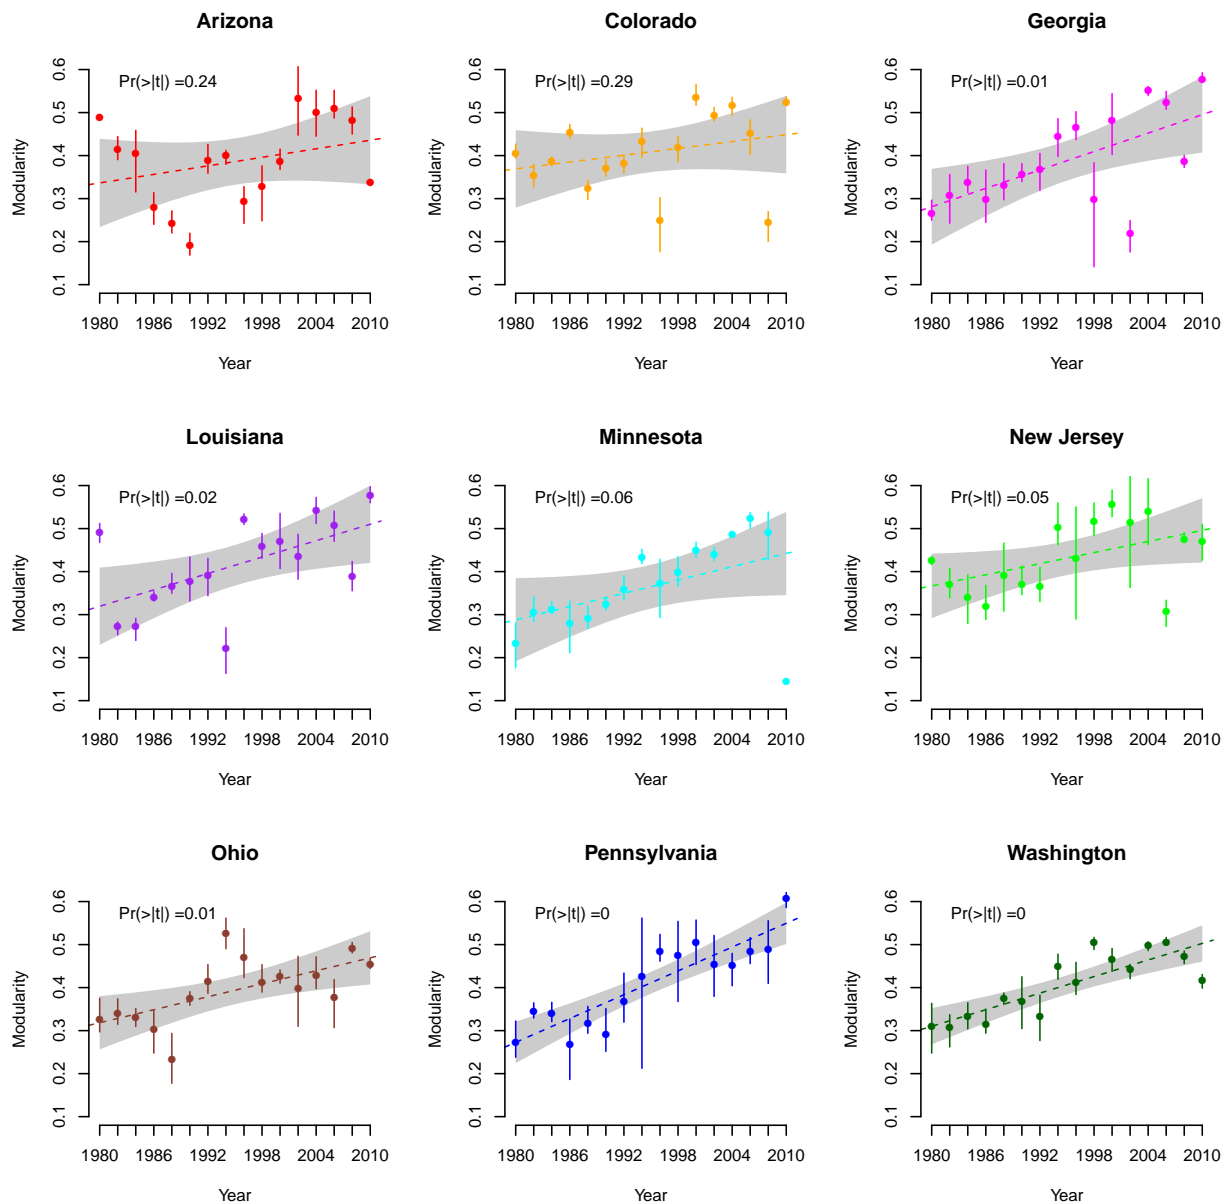 Arizona
Colorado
Georgia
Pr(>|t|) =0.24
Pr(>|t|) =0.29
Pr(>|t|) =0.01
Modularity
0.1 0.2 0.3 0.4 0.5 0.6
Modularity
0.1 0.2 0.3 0.4 0.5 0.6
Modularity
0.1 0.2 0.3 0.4 0.5 0.6
1980 1986 1992 1998 2004 2010
1980 1986 1992 1998 2004 2010
1980 1986 1992 1998 2004 2010
Year
Year
Year
Louisiana
Minnesota
New Jersey
Pr(>|t|) =0.02
Pr(>|t|) =0.06
Pr(>|t|) =0.05
Modularity
0.1 0.2 0.3 0.4 0.5 0.6
Modularity
0.1 0.2 0.3 0.4 0.5 0.6
Modularity
0.1 0.2 0.3 0.4 0.5 0.6
1980 1986 1992 1998 2004 2010
1980 1986 1992 1998 2004 2010
1980 1986 1992 1998 2004 2010
Year
Year
Year
Ohio
Pennsylvania
Washington
Pr(>|t|) =0.01
Pr(>|t|) =0
Pr(>|t|) =0
Modularity
0.1 0.2 0.3 0.4 0.5 0.6
Modularity
0.1 0.2 0.3 0.4 0.5 0.6
Modularity
0.1 0.2 0.3 0.4 0.5 0.6
1980 1986 1992 1998 2004 2010
1980 1986 1992 1998 2004 2010
1980 1986 1992 1998 2004 2010
Year
Year
Year